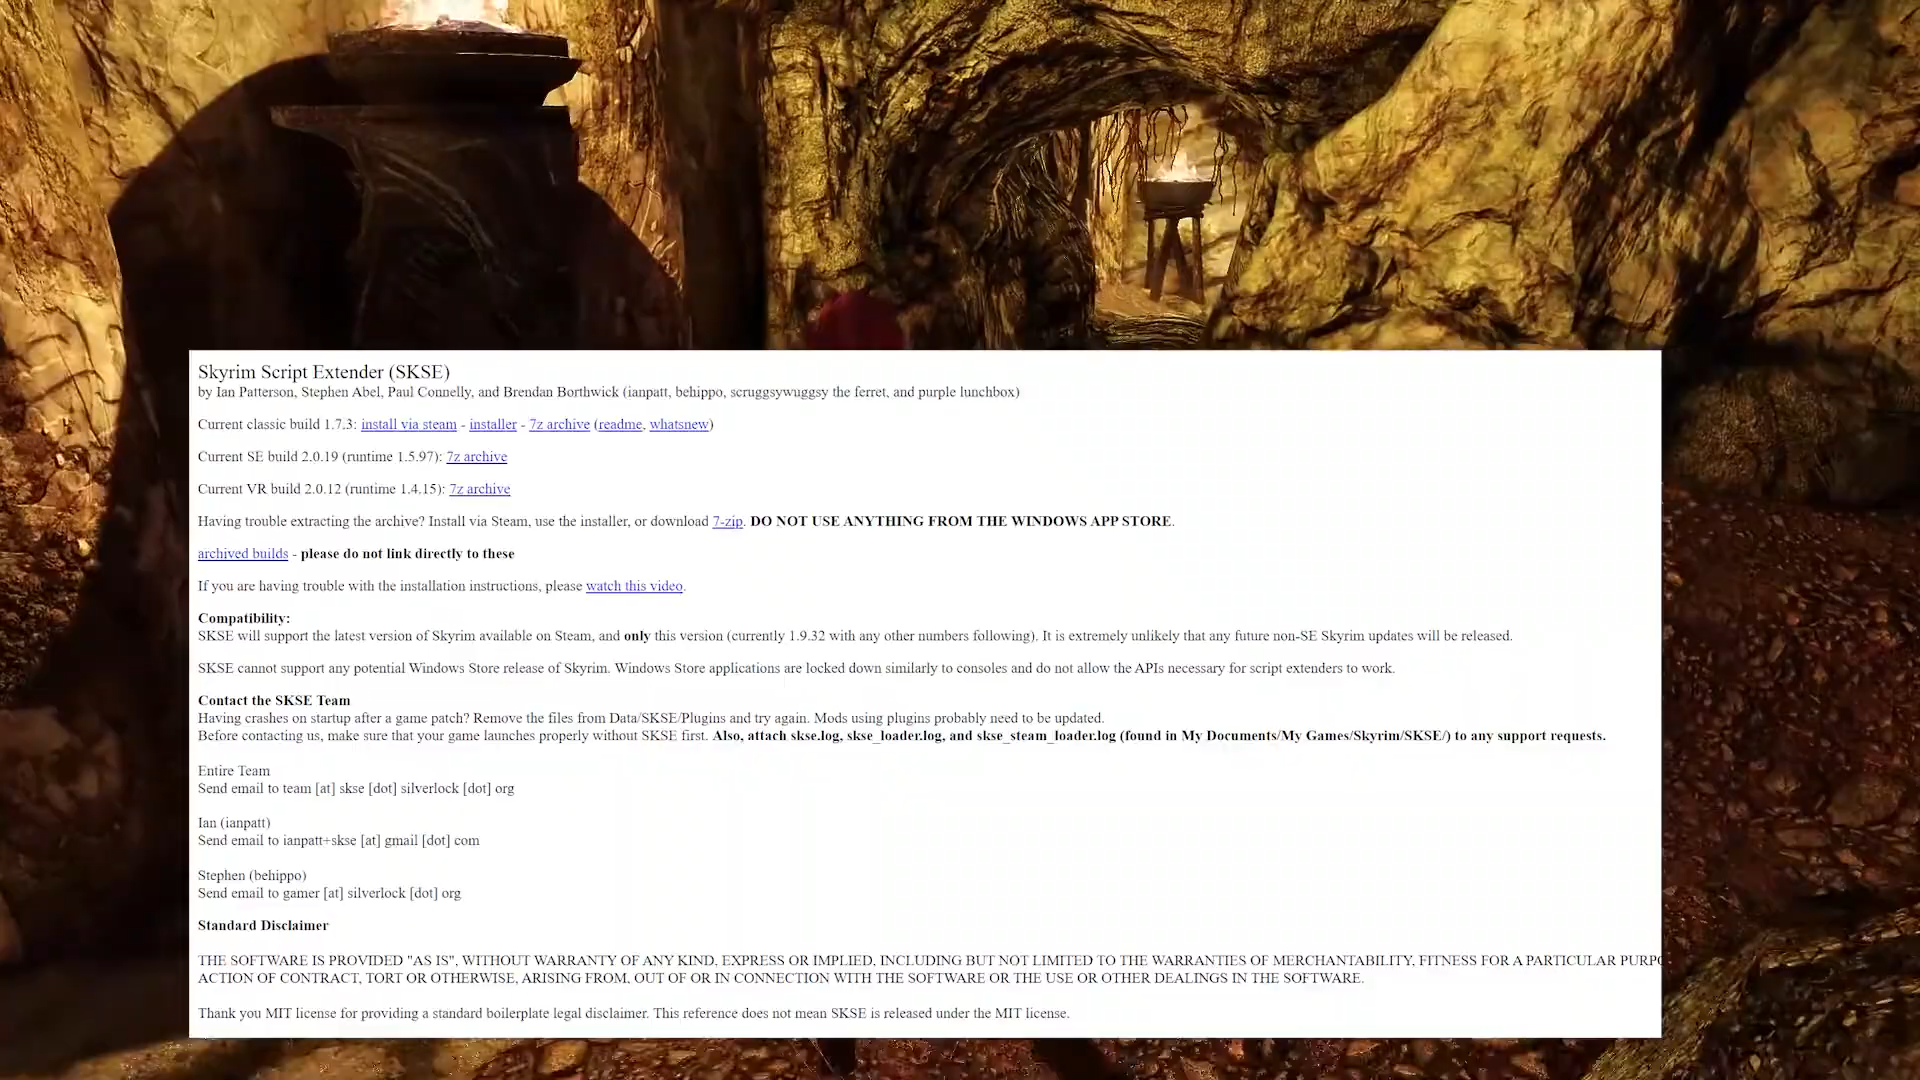 Skyrim Script Extender (SKSE)
by Ian Patterson, Stephen Abel, Paul Connelly, and Brendan Borthwick (ianpatt, behippo, scruggsywuggsy the ferret, and purple lunchbox)
Current classic build 1.7.3: install via steam - installer - 7z archive (readme, whatsnew)
Current SE build 2.0.19 (runtime 1.5.97): 7z archive
Current VR build 2.0.12 (runtime 1.4.15): 7z archive
Having trouble extracting the archive? Install via Steam, use the installer, or download 7-zip. DO NOT USE ANYTHING FROM THE WINDOWS APP STORE.
archived builds - please do not link directly to these
If you are having trouble with the installation instructions, please watch this video.
Compatibility:
SKSE will support the latest version of Skyrim available on Steam, and only this version (currently 1.9.32 with any other numbers following). It is extremely unlikely that any future non-SE Skyrim updates will be released.
SKSE cannot support any potential Windows Store release of Skyrim. Windows Store applications are locked down similarly to consoles and do not allow the APIs necessary for script extenders to work.
Contact the SKSE Team
Having crashes on startup after a game patch? Remove the files from Data/SKSE/Plugins and try again. Mods using plugins probably need to be updated.
Before contacting us, make sure that your game launches properly without SKSE first. Also, attach skse.log, skse_loader.log, and skse_steam_loader.log (found in My Documents/My Games/Skyrim/SKSE/) to any support requests.
Entire Team
Send email to team [at] skse [dot] silverlock [dot] org
Ian (ianpatt)
Send email to ianpatt+skse [at] gmail [dot] com
Stephen (behippo)
Send email to gamer [at] silverlock [dot] org
Standard Disclaimer
THE SOFTWARE IS PROVIDED "AS IS", WITHOUT WARRANTY OF ANY KIND, EXPRESS OR IMPLIED, INCLUDING BUT NOT LIMITED TO THE WARRANTIES OF MERCHANTABILITY, FITNESS FOR A PARTICULAR PURPO
ACTION OF CONTRACT, TORT OR OTHERWISE, ARISING FROM, OUT OF OR IN CONNECTION WITH THE SOFTWARE OR THE USE OR OTHER DEALINGS IN THE SOFTWARE.
Thank you MIT license for providing a standard boilerplate legal disclaimer. This reference does not mean SKSE is released under the MIT license.